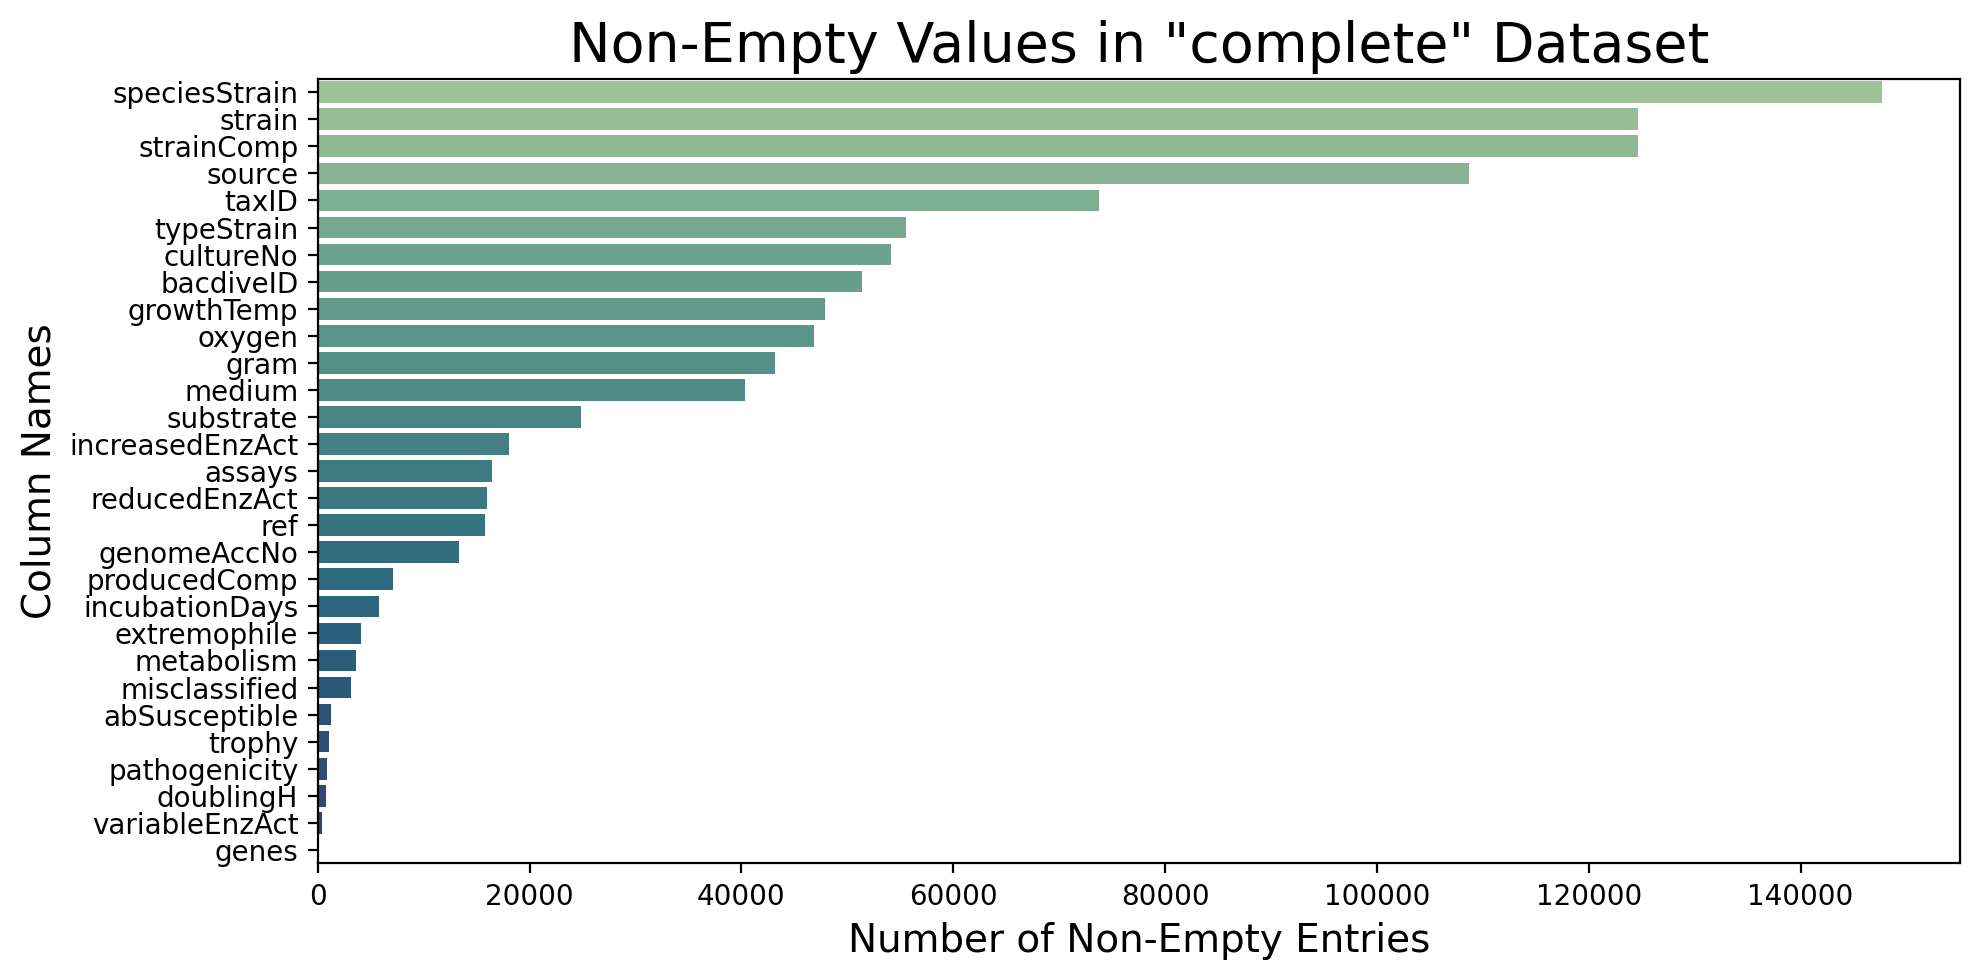 Non-Empty Values in "complete" Dataset
speciesStrain
strain
strainComp
source
taxID
typeStrain
cultureNo
bacdiveID
growthTemp
oxygen
gram
medium
substrate
increasedEnzAct
assays
reducedEnzAct
ref
genomeAccNo
producedComp
incubationDays
extremophile
metabolism
misclassified
abSusceptible
trophy
pathogenicity
doublingH
variableEnzAct
genes
Column Names
0 20000 40000 60000 80000 100000 120000 140000
Number of Non-Empty Entries